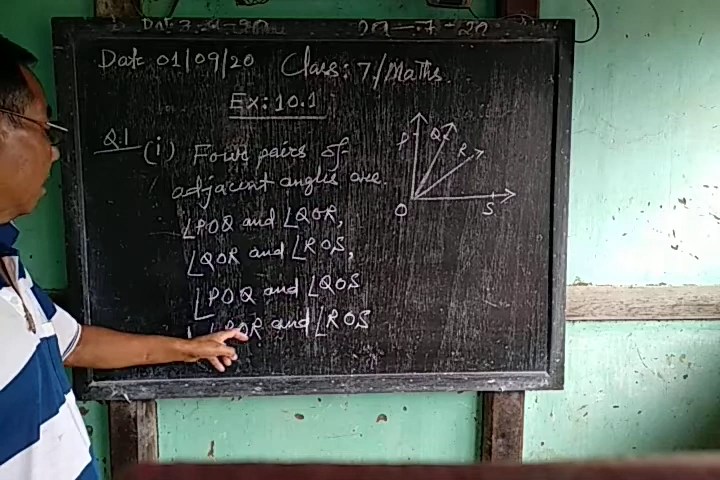 Date 01/09/20 Class: 7/Maths.
Ex: 10.1
Q.1 (i) Four pairs of
adjacent angles are.
∠POQ and ∠QOR,
∠QOR and ∠ROS,
∠POQ and ∠QOS
∠POR and ∠ROS
P Q R
O S